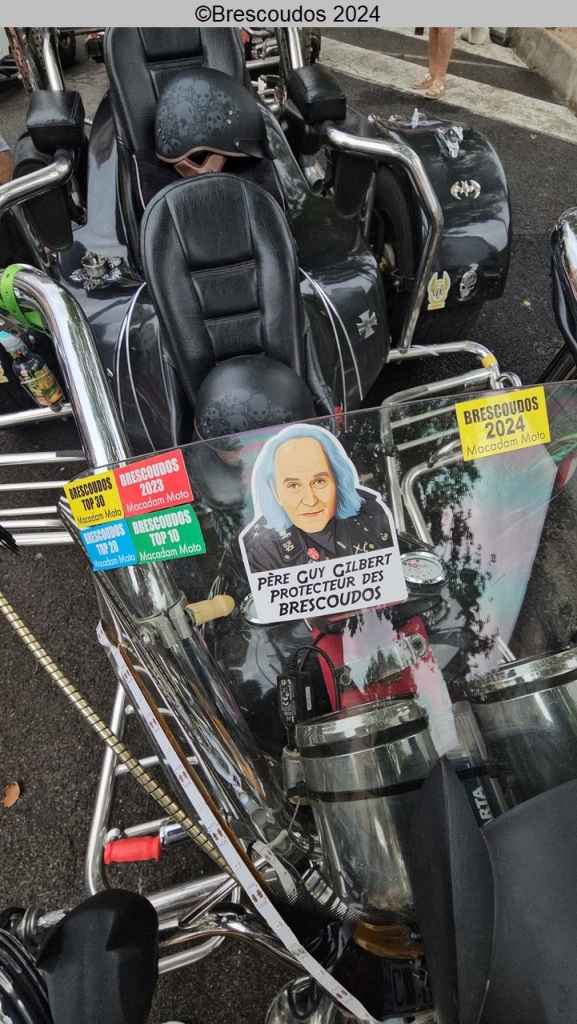 ©Brescoudos 2024
BRESCOUDOS
2024
Macadam Moto
BRESCOUDOS
TOP 30
Macadam Moto
BRESCOUDOS
2023
Macadam Moto
BRESCOUDOS
TOP 20
Macadam Moto
BRESCOUDOS
TOP 10
Macadam Moto
PÈRE GUY GILBERT
PROTECTEUR DES
BRESCOUDOS